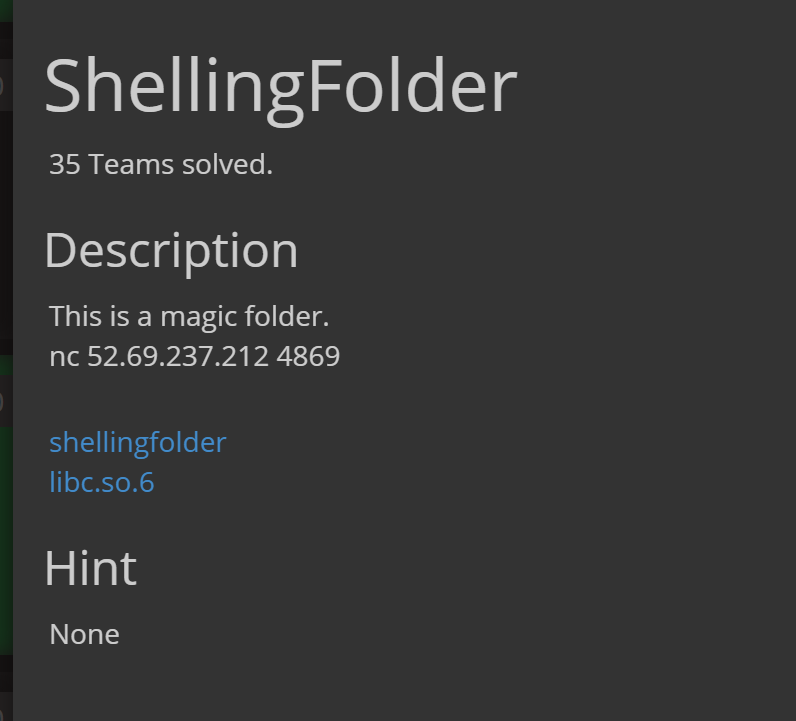 ShellingFolder
35 Teams solved.
Description
This is a magic folder.
nc 52.69.237.212 4869
shellingfolder
libc.so.6
Hint
None